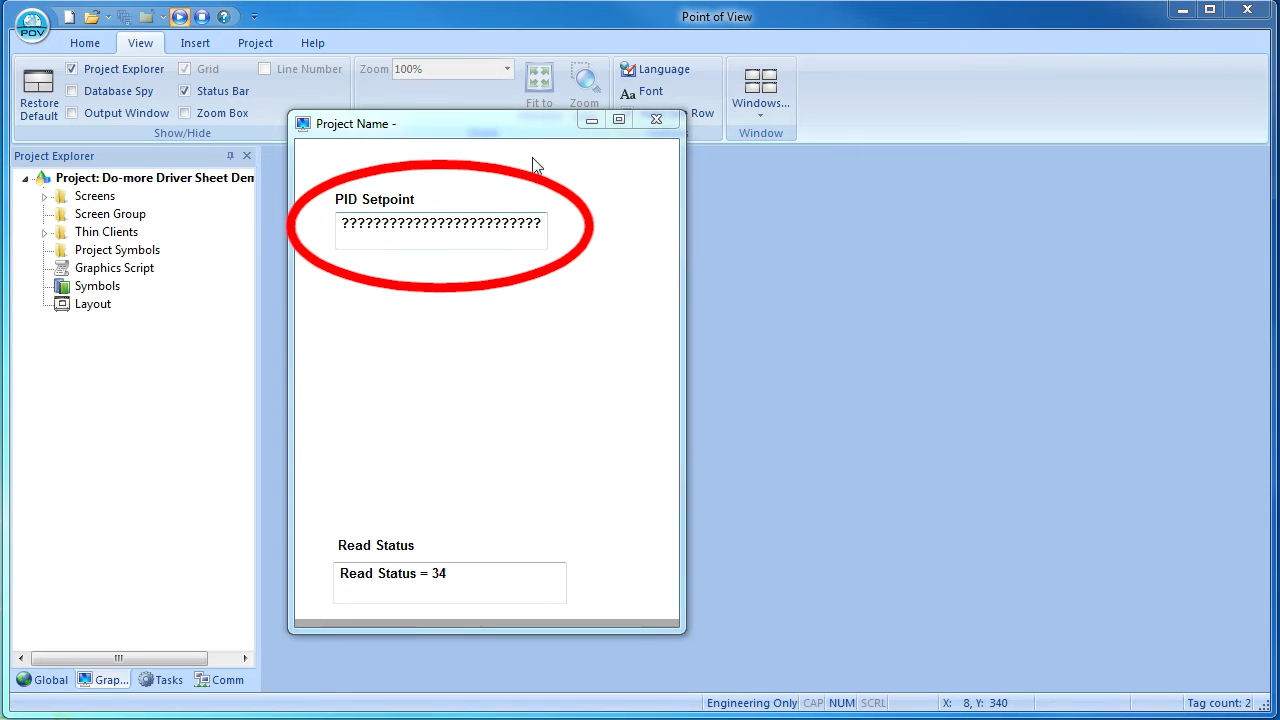 POV
Point of View
Home View Insert Project Help
Restore Default
Project Explorer
Database Spy
Output Window
Grid
Status Bar
Zoom Box
Line Number
Show/Hide
Zoom 100%
Fit to
Zoom
Language
Font
Row
Windows...
Window
Project Explorer
Project: Do-more Driver Sheet Dem
Screens
Screen Group
Thin Clients
Project Symbols
Graphics Script
Symbols
Layout
Global Grap... Tasks Comm
Project Name -
PID Setpoint
?????????????????????????
Read Status
Read Status = 34
Engineering Only CAP NUM SCRL X: 8, Y: 340 Tag count: 2